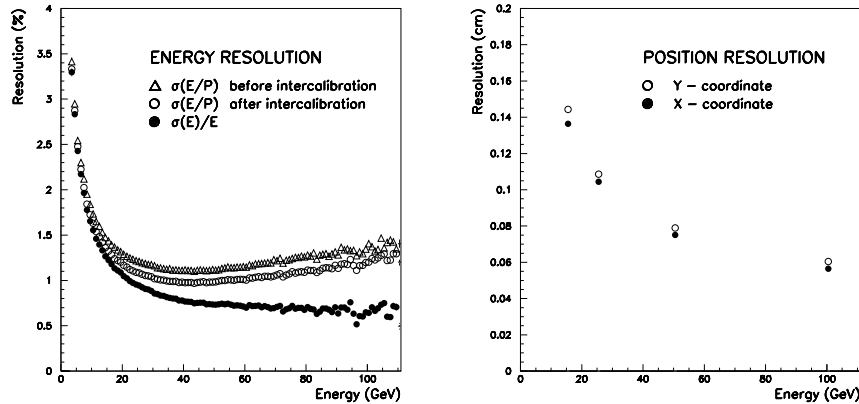 Resolution (%)
4
3.5
3
2.5
2
1.5
1
0.5
0
0
20
40
60
80
100
Energy (GeV)
ENERGY RESOLUTION
σ(E/P) before intercalibration
σ(E/P) after intercalibration
σ(E)/E
Resolution (cm)
0.2
0.18
0.16
0.14
0.12
0.1
0.08
0.06
0.04
0.02
0
0
20
40
60
80
100
Energy (GeV)
POSITION RESOLUTION
Y – coordinate
X – coordinate